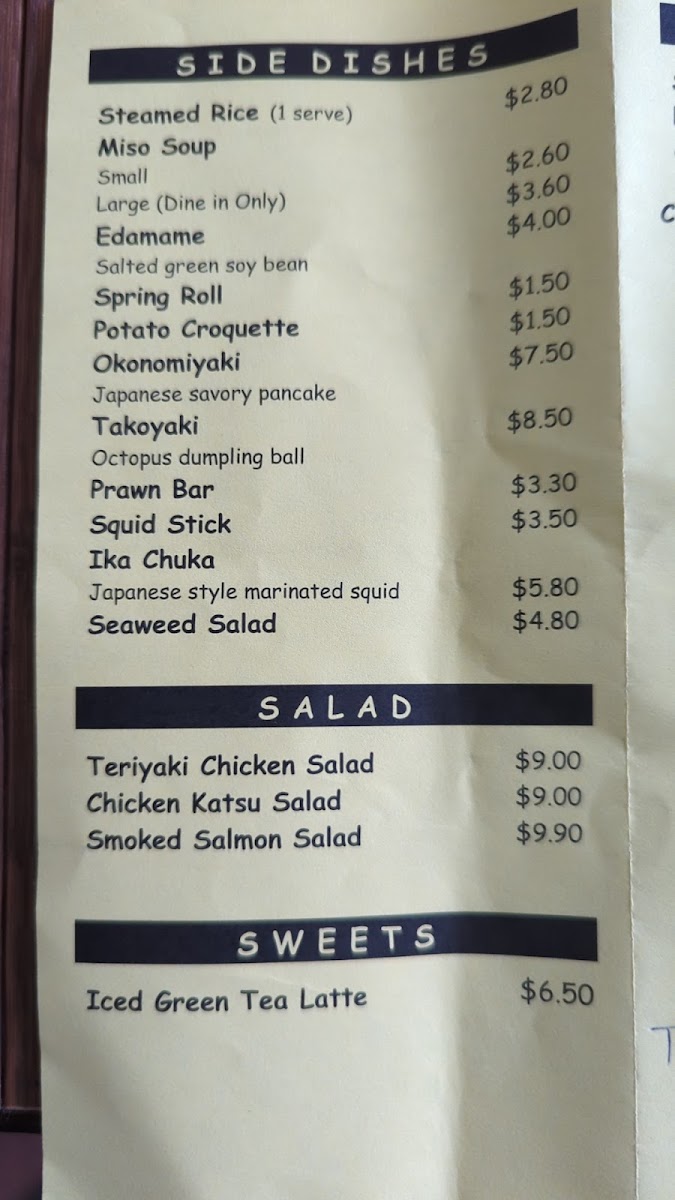 SIDE DISHES
Steamed Rice (1 serve) $2.80
Miso Soup
Small $2.60
Large (Dine in Only) $3.60
Edamame $4.00
Salted green soy bean
Spring Roll $1.50
Potato Croquette $1.50
Okonomiyaki $7.50
Japanese savory pancake
Takoyaki $8.50
Octopus dumpling ball
Prawn Bar $3.30
Squid Stick $3.50
Ika Chuka
Japanese style marinated squid $5.80
Seaweed Salad $4.80
SALAD
Teriyaki Chicken Salad $9.00
Chicken Katsu Salad $9.00
Smoked Salmon Salad $9.90
SWEETS
Iced Green Tea Latte $6.50